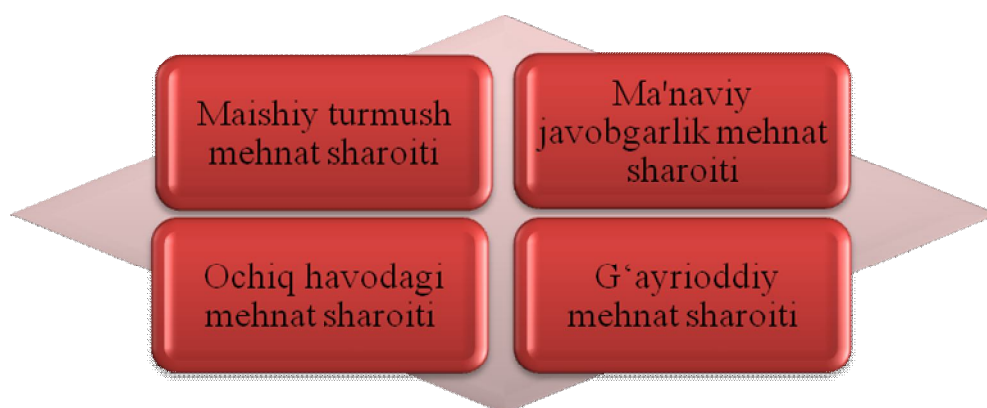 Maishiy turmush
mehnat sharoiti
Ma'naviy
javobgarlik mehnat
sharoiti
Ochiq havodagi
mehnat sharoiti
G‘ayrioddiy
mehnat sharoiti